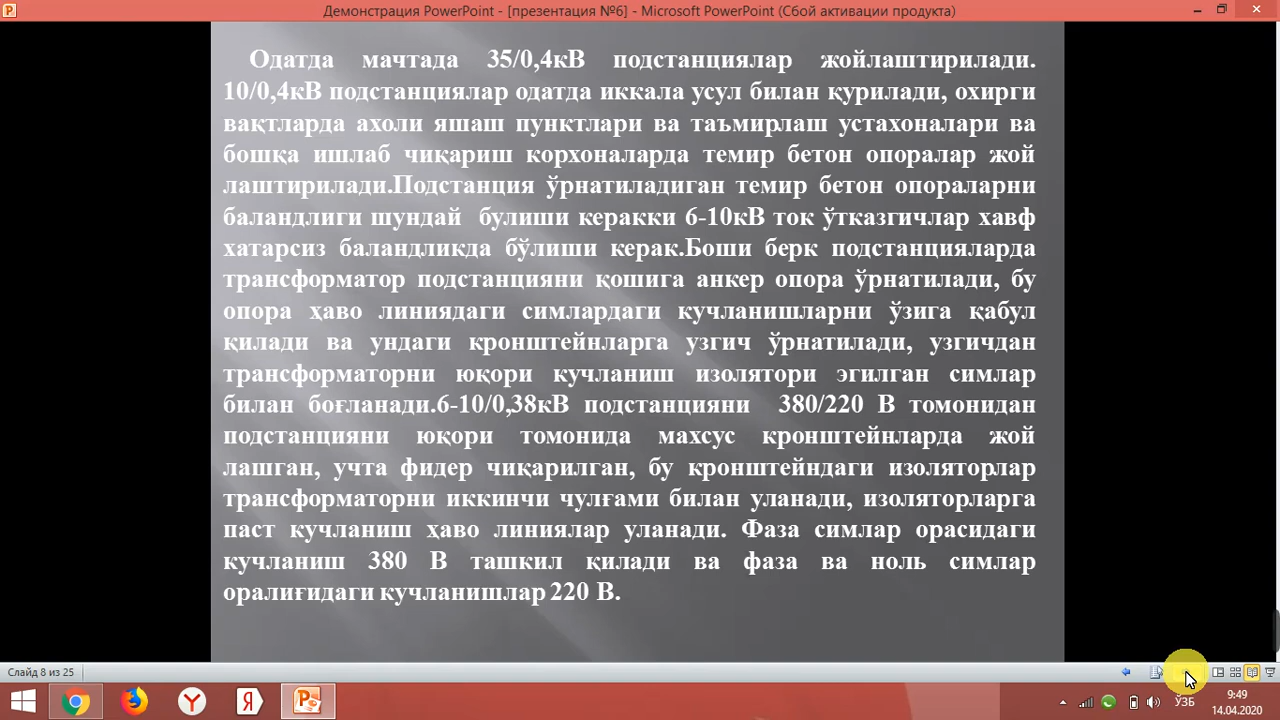 Демонстрация PowerPoint - [презентация №6] - Microsoft PowerPoint (Сбой активации продукта)
Одатда мачтада 35/0,4кВ подстанциялар жойлаштирилади.
10/0,4кВ подстанциялар одатда иккала усул билан қурилади, охирги
вақтларда ахоли яшаш пунктлари ва таъмирлаш устахоналари ва
бошқа ишлаб чиқариш корхоналарда темир бетон опоралар жой
лаштирилади.Подстанция ўрнатиладиган темир бетон опораларни
баландлиги шундай булиши керакки 6-10кВ ток ўтказгичлар хавф
хатарсиз баландликда бўлиши керак.Боши берк подстанцияларда
трансформатор подстанцияни қошига анкер опора ўрнатилади, бу
опора ҳаво линиядаги симлардаги кучланишларни ўзига қабул
қилади ва ундаги кронштейнларга узгич ўрнатилади, узгичдан
трансформаторни юқори кучланиш изолятори эгилган симлар
билан боғланади.6-10/0,38кВ подстанцияни 380/220 В томонидан
подстанцияни юқори томонида махсус кронштейнларда жой
лашган, учта фидер чиқарилган, бу кронштейндаги изоляторлар
трансформаторни иккинчи чулғами билан уланади, изоляторларга
паст кучланиш ҳаво линиялар уланади. Фаза симлар орасидаги
кучланиш 380 В ташкил қилади ва фаза ва ноль симлар
оралиғидаги кучланишлар 220 В.
Слайд 8 из 25
ЎЗБ
9:49
14.04.2020